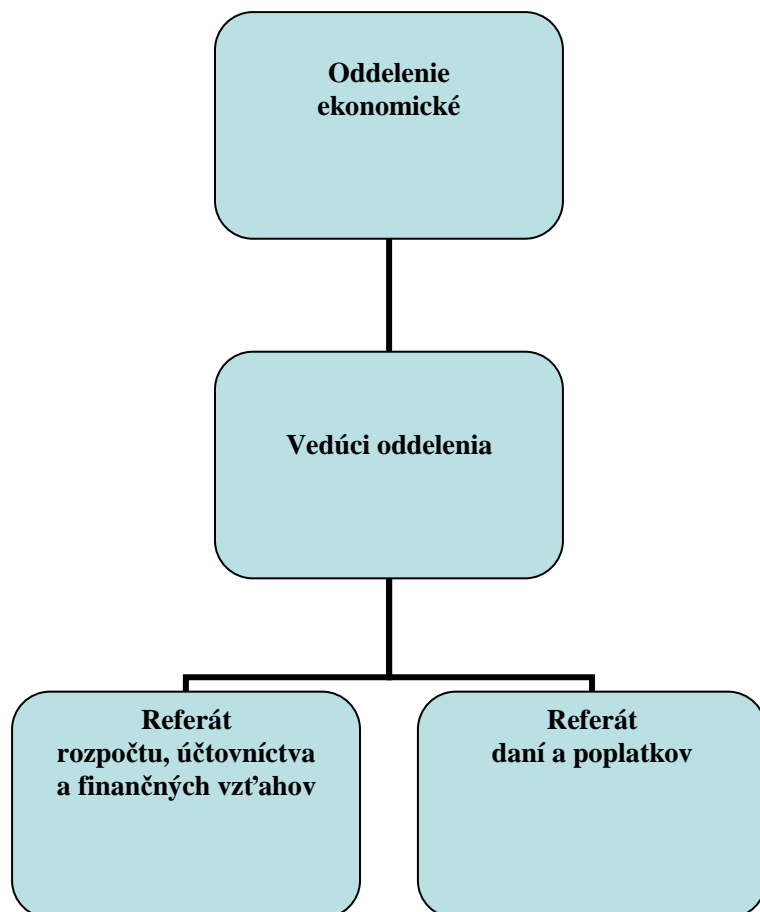 Oddelenie
ekonomické
Vedúci oddelenia
Referát
rozpočtu, účtovníctva
a finančných vzťahov
Referát
daní a poplatkov